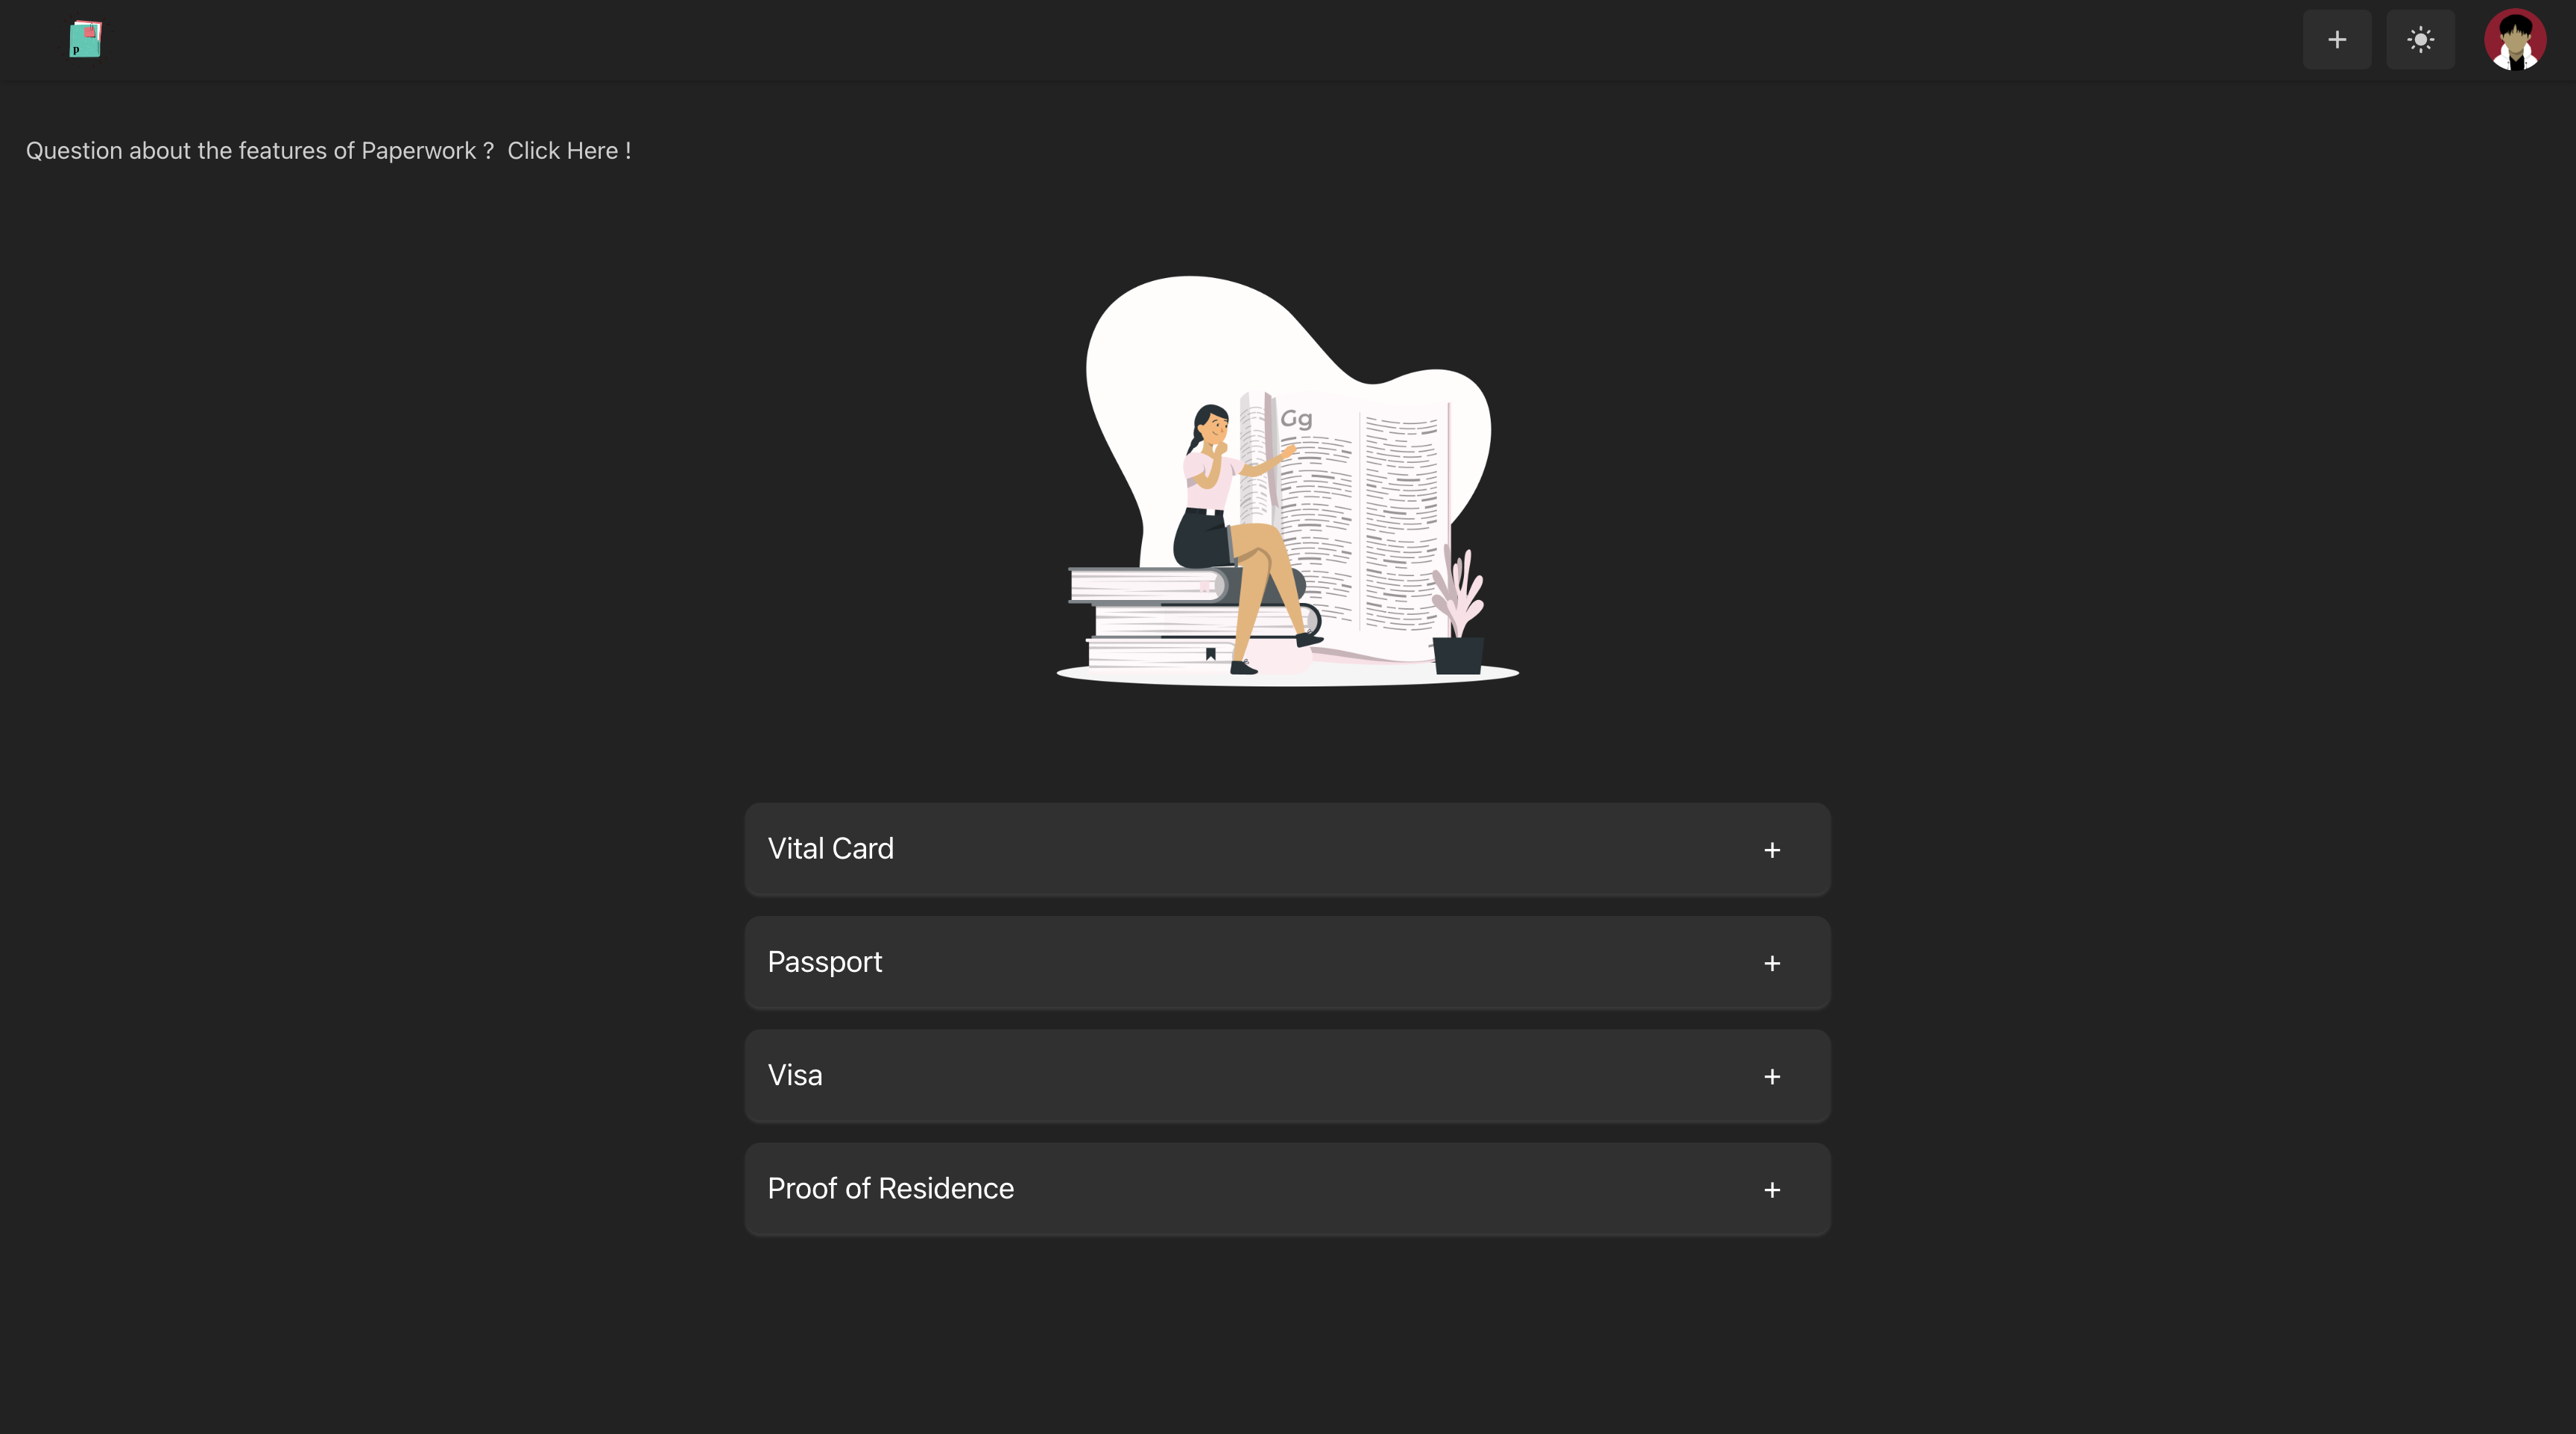 p
Question about the features of Paperwork ?  Click Here !
Gg
Vital Card
Passport
Visa
Proof of Residence